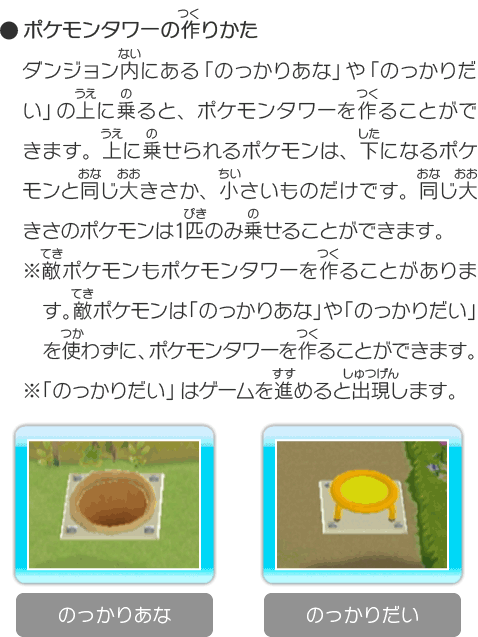 ●ポケモンタワーの作りかた
ダンジョン内にある「のっかりあな」や「のっかりだ
い」の上に乗ると、ポケモンタワーを作ることがで
きます。上に乗せられるポケモンは、下になるポケ
モンと同じ大きさか、小さいものだけです。同じ大
きさのポケモンは1匹のみ乗せることができます。
※敵ポケモンもポケモンタワーを作ることがありま
す。敵ポケモンは「のっかりあな」や「のっかりだい」
を使わずに、ポケモンタワーを作ることができます。
※「のっかりだい」はゲームを進めると出現します。
のっかりあな
のっかりだい